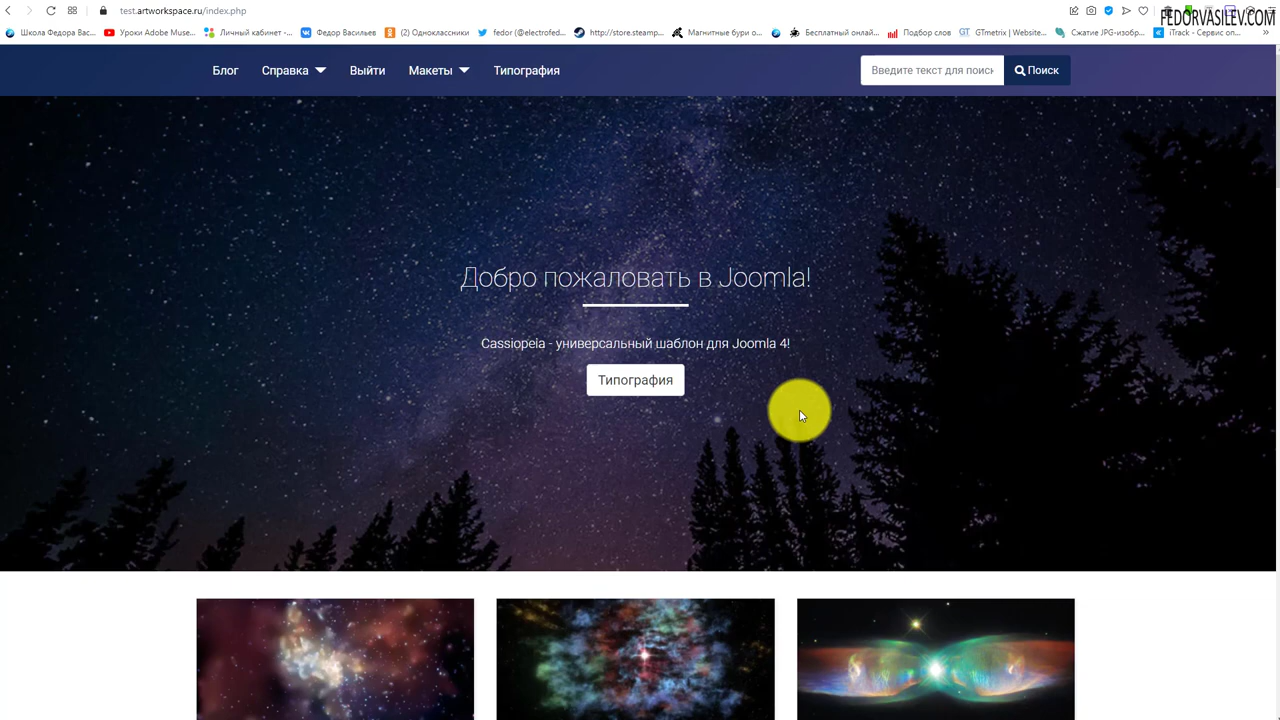 test.artworkspace.ru/index.php
FEDORVASILEV.COM
Школа Федора Вас...
Уроки Adobe Muse...
Личный кабинет -...
Федор Васильев
(2) Одноклассники
fedor (@electrofed...
http://store.steamp...
Магнитные бури о...
Бесплатный онлай...
Подбор слов
GTmetrix | Website...
Сжатие JPG-изобр...
iTrack - Сервис оп...
Блог
Справка
Выйти
Макеты
Типография
Введите текст для поиск
Поиск
Добро пожаловать в Joomla!
Cassiopeia - универсальный шаблон для Joomla 4!
Типография